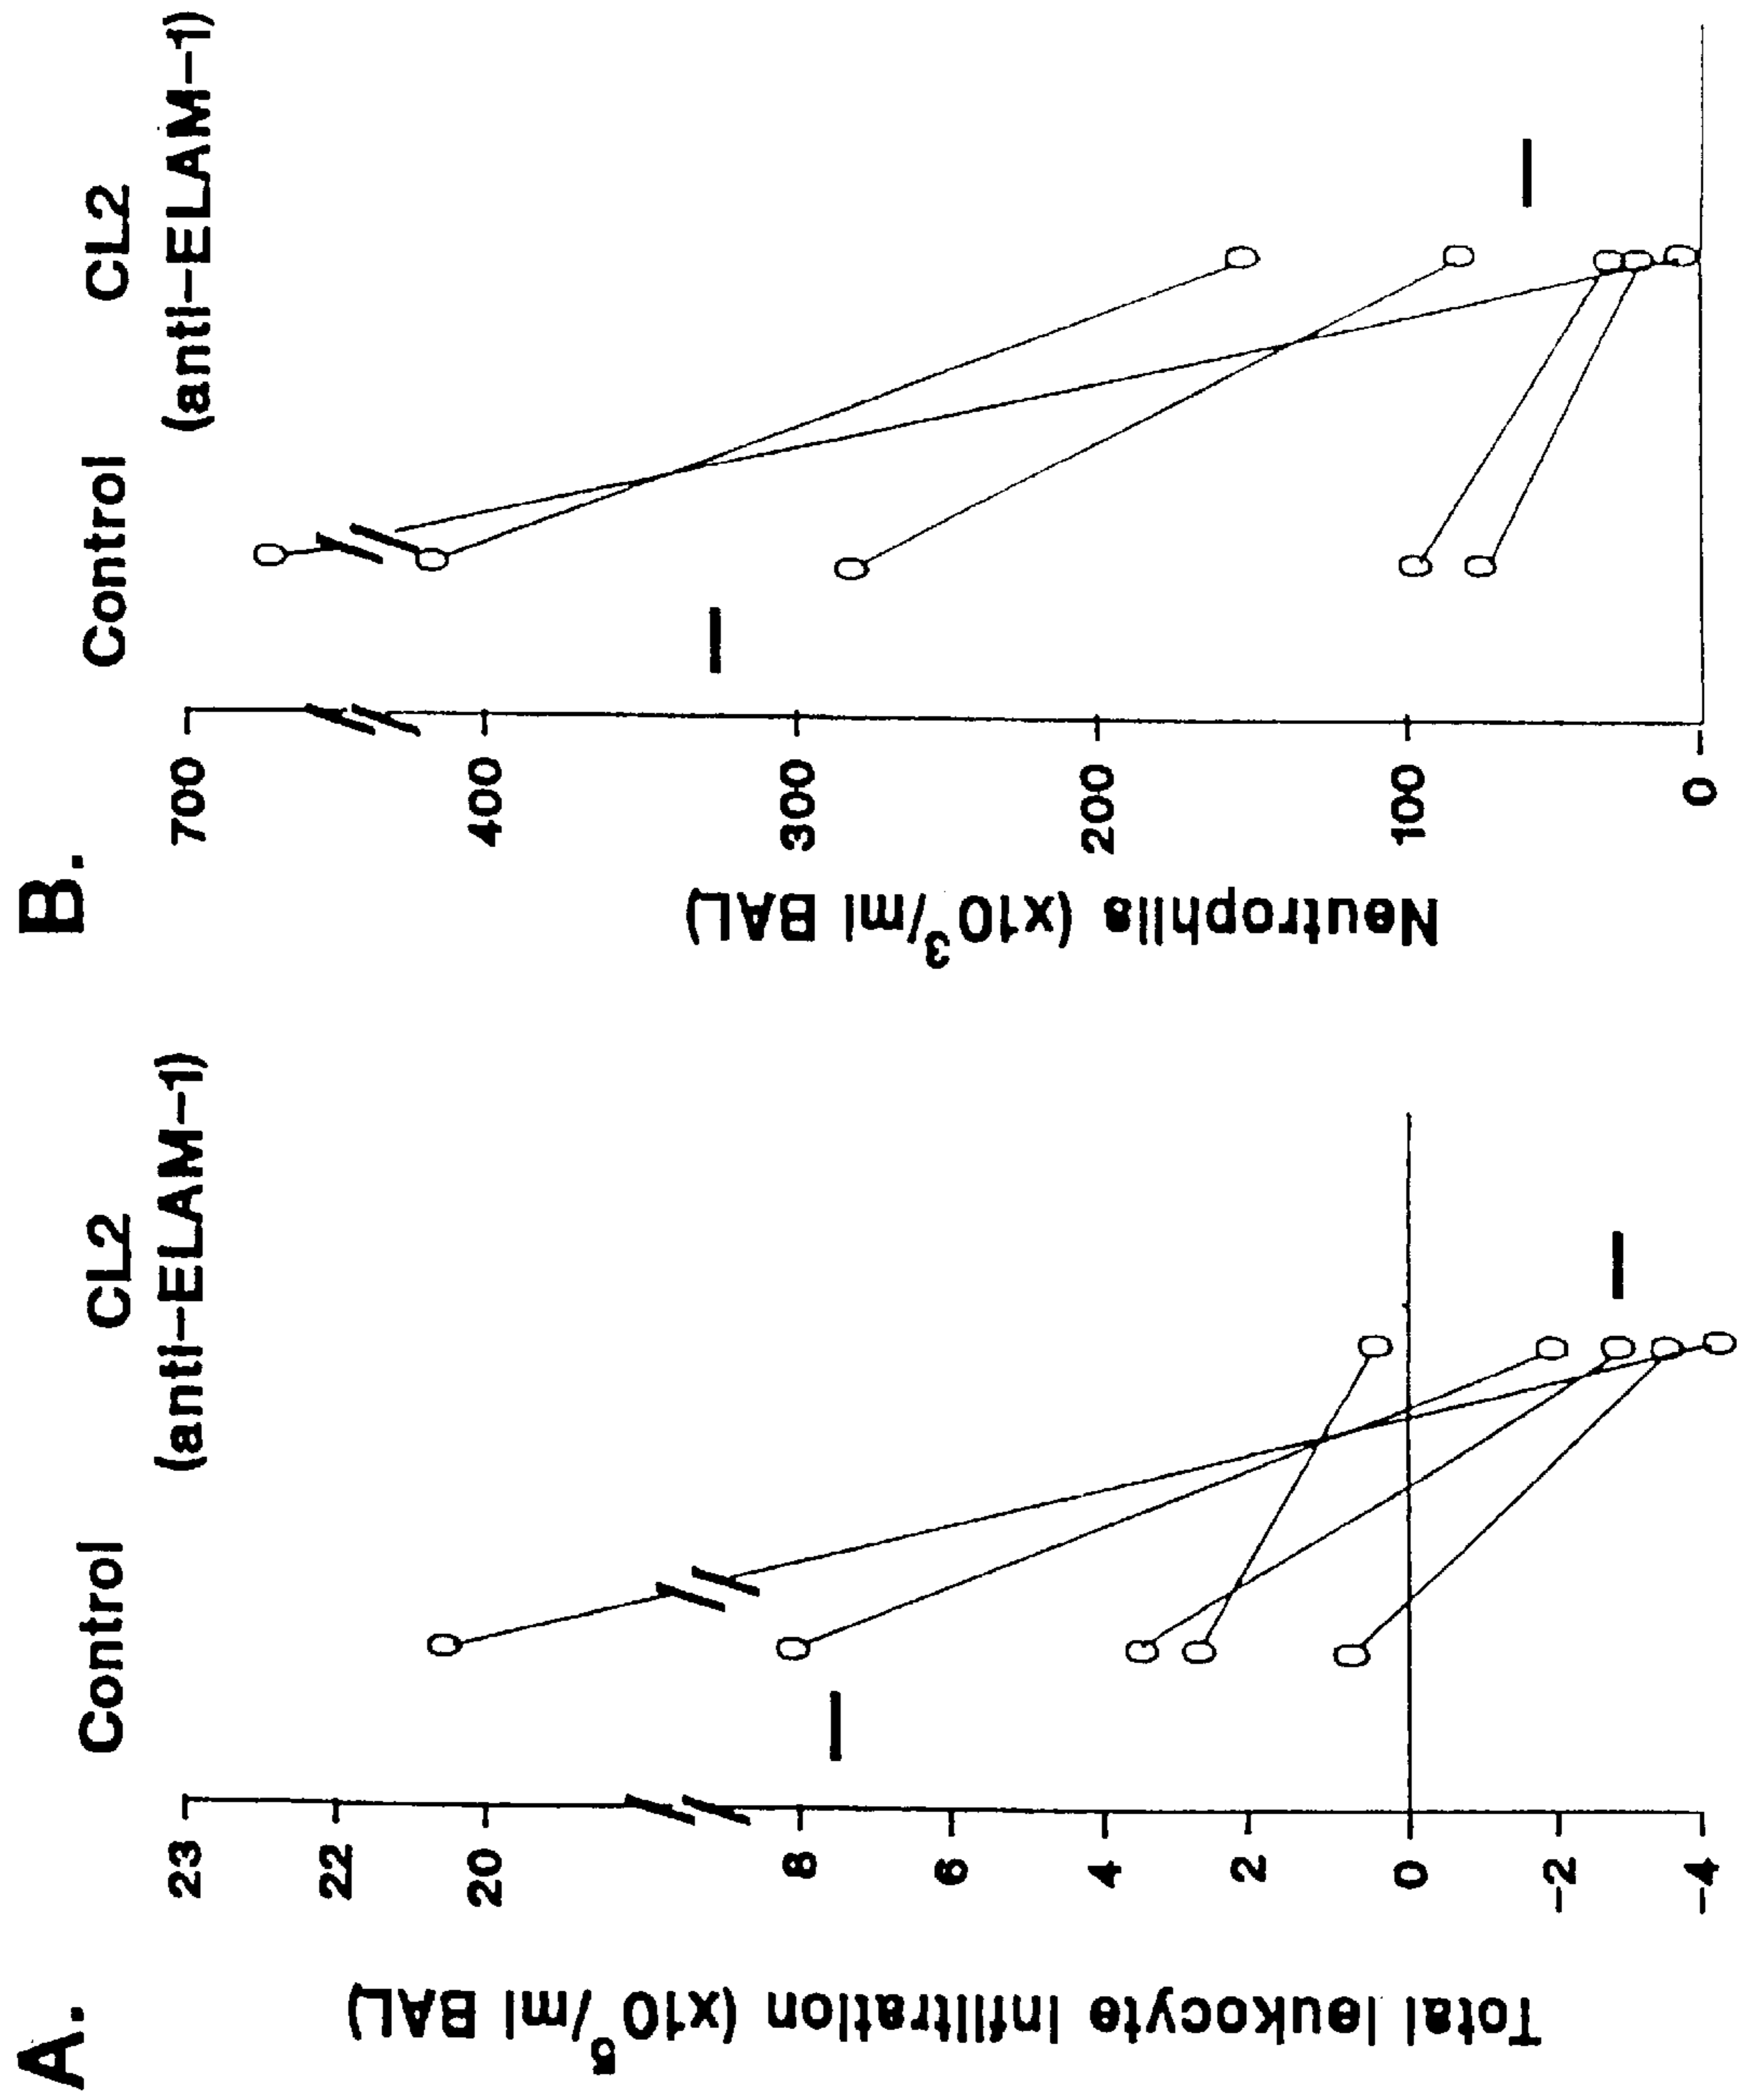 A.
Control
CL2
(anti-ELAM-1)
Total leukocyte infiltration (x10⁵/ml BAL)
23
22
20
8
6
4
2
0
-2
-4
B.
Control
CL2
(anti-ELAM-1)
Neutrophils (x10³/ml BAL)
700
400
300
200
100
0